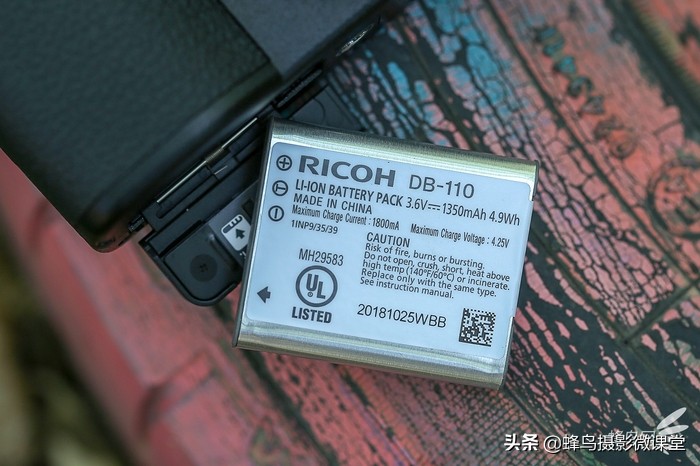 RICOH DB-110
LI-ION BATTERY PACK 3.6V⎓1350mAh 4.9Wh
MADE IN CHINA
Maximum Charge Current : 1800mA Maximum Charge Voltage : 4.25V
1INP9/35/39
CAUTION
Risk of fire, burns or bursting.
Do not open, crush, short, heat above
high temp (140°F/60°C) or incinerate.
Replace only with the same type.
See instruction manual.
MH29583
UL
LISTED
20181025WBB
头条 @蜂鸟摄影微课堂